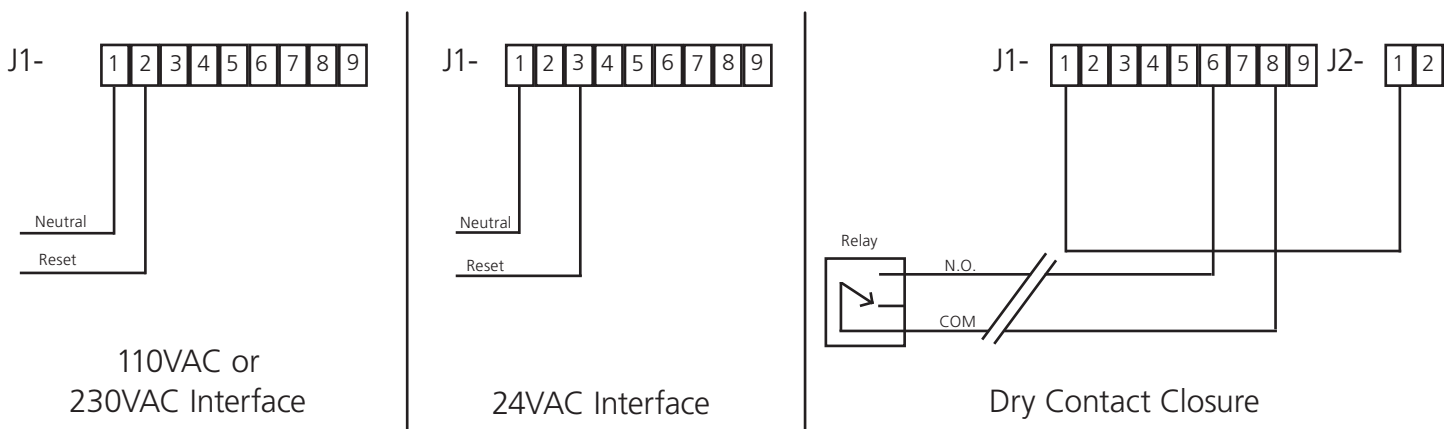 J1- 1 2 3 4 5 6 7 8 9
Neutral
Reset
110VAC or
230VAC Interface
J1- 1 2 3 4 5 6 7 8 9
Neutral
Reset
24VAC Interface
J1- 1 2 3 4 5 6 7 8 9 J2- 1 2
Relay
N.O.
COM
Dry Contact Closure